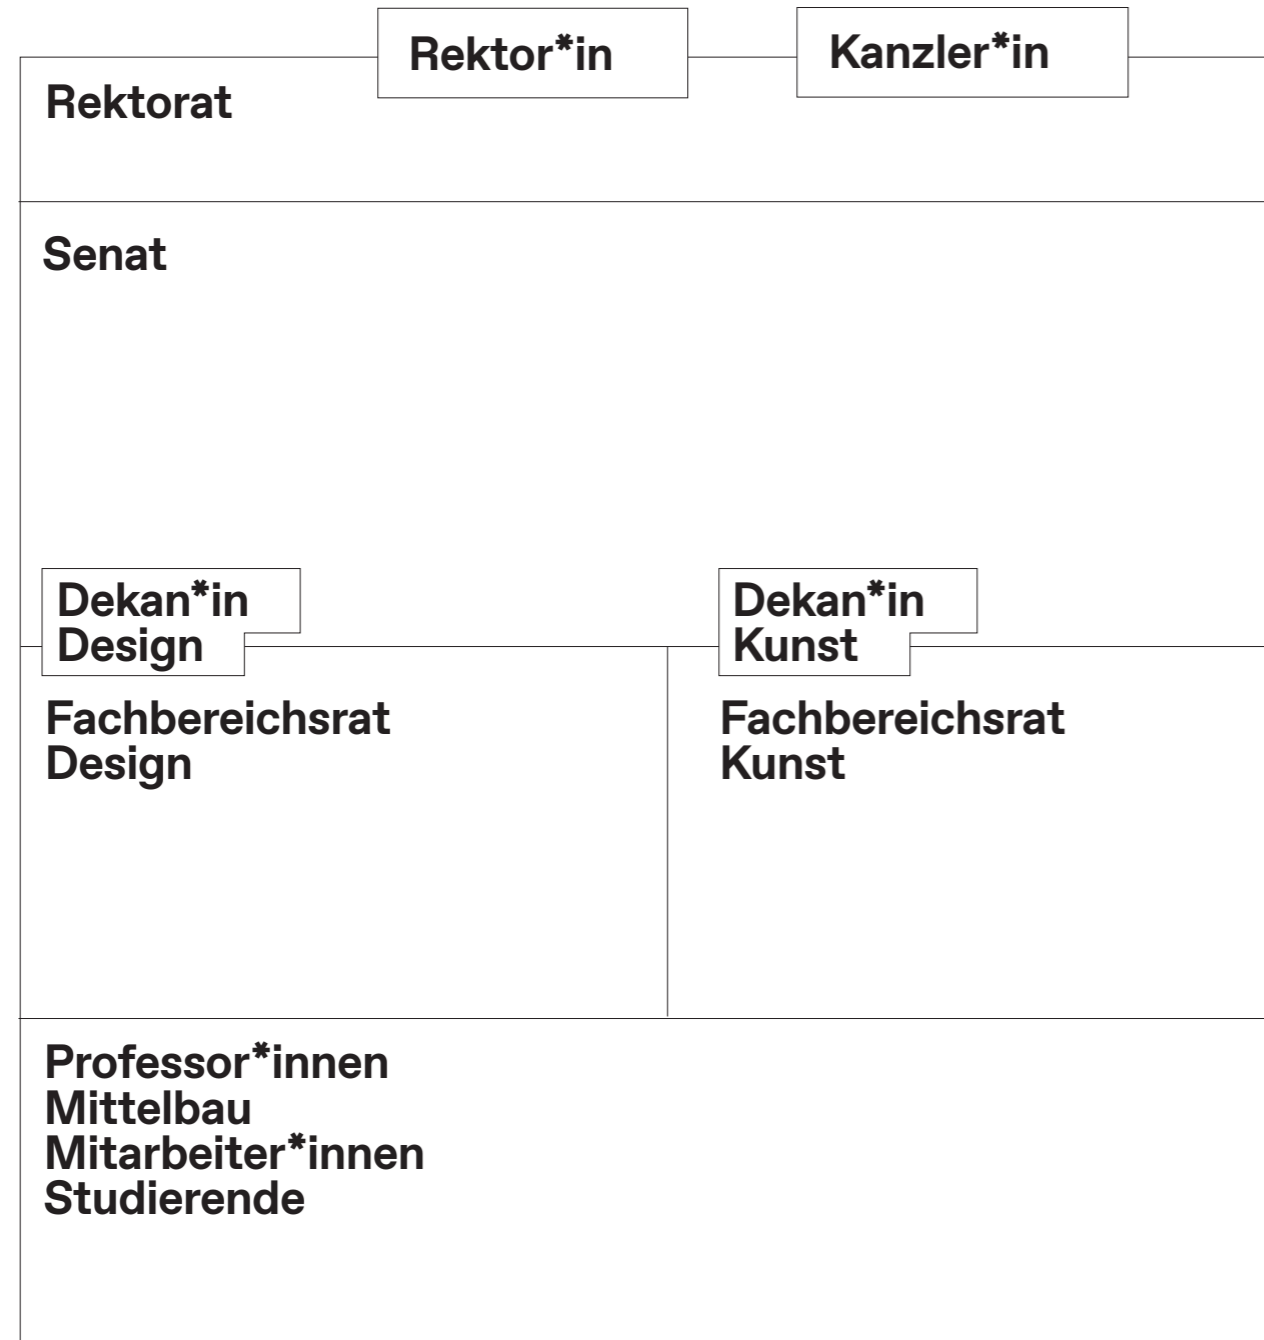 Rektor*in
Kanzler*in
Rektorat
Senat
Dekan*in
Design
Dekan*in
Kunst
Fachbereichsrat
Design
Fachbereichsrat
Kunst
Professor*innen
Mittelbau
Mitarbeiter*innen
Studierende